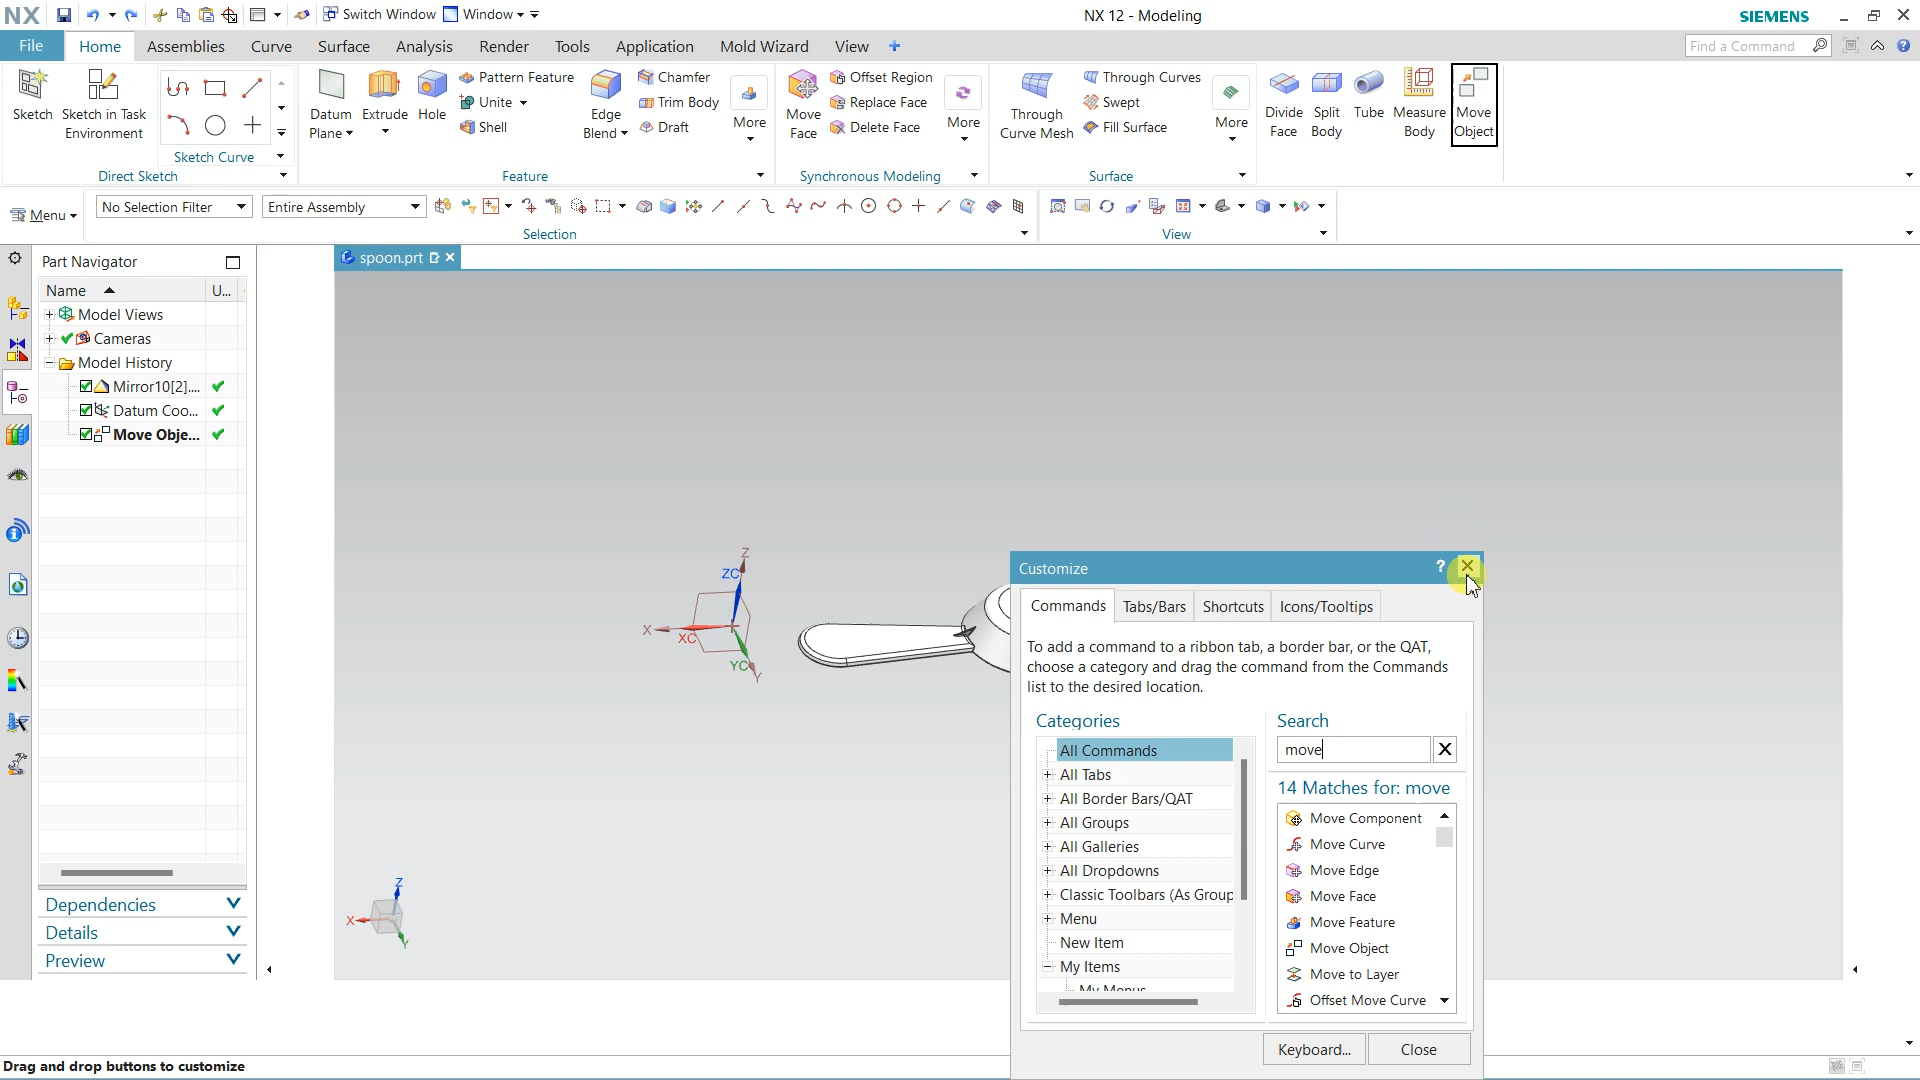 NX Switch Window Window NX 12 - Modeling SIEMENS
File Home Assemblies Curve Surface Analysis Render Tools Application Mold Wizard View Find a Command
Sketch
Sketch in Task Environment
Sketch Curve
Direct Sketch
Datum Plane
Extrude
Hole
Pattern Feature
Unite
Shell
Edge Blend
Chamfer
Trim Body
Draft
More
Feature
Move Face
Offset Region
Replace Face
Delete Face
More
Synchronous Modeling
Through Curve Mesh
Through Curves
Swept
Fill Surface
More
Surface
Divide Face
Split Body
Tube
Measure Body
Move Object
Menu No Selection Filter Entire Assembly
Selection View
Part Navigator
spoon.prt
Name U...
Model Views
Cameras
Model History
Mirror10[2]....
Datum Coo...
Move Obje...
Dependencies
Details
Preview
Z
ZC
X
XC
YC
Y
Z
X
Y
Customize
Commands Tabs/Bars Shortcuts Icons/Tooltips
To add a command to a ribbon tab, a border bar, or the QAT,
choose a category and drag the command from the Commands
list to the desired location.
Categories
All Commands
All Tabs
All Border Bars/QAT
All Groups
All Galleries
All Dropdowns
Classic Toolbars (As Group
Menu
New Item
My Items
My Menus
Search
move
14 Matches for: move
Move Component
Move Curve
Move Edge
Move Face
Move Feature
Move Object
Move to Layer
Offset Move Curve
Keyboard... Close
Drag and drop buttons to customize